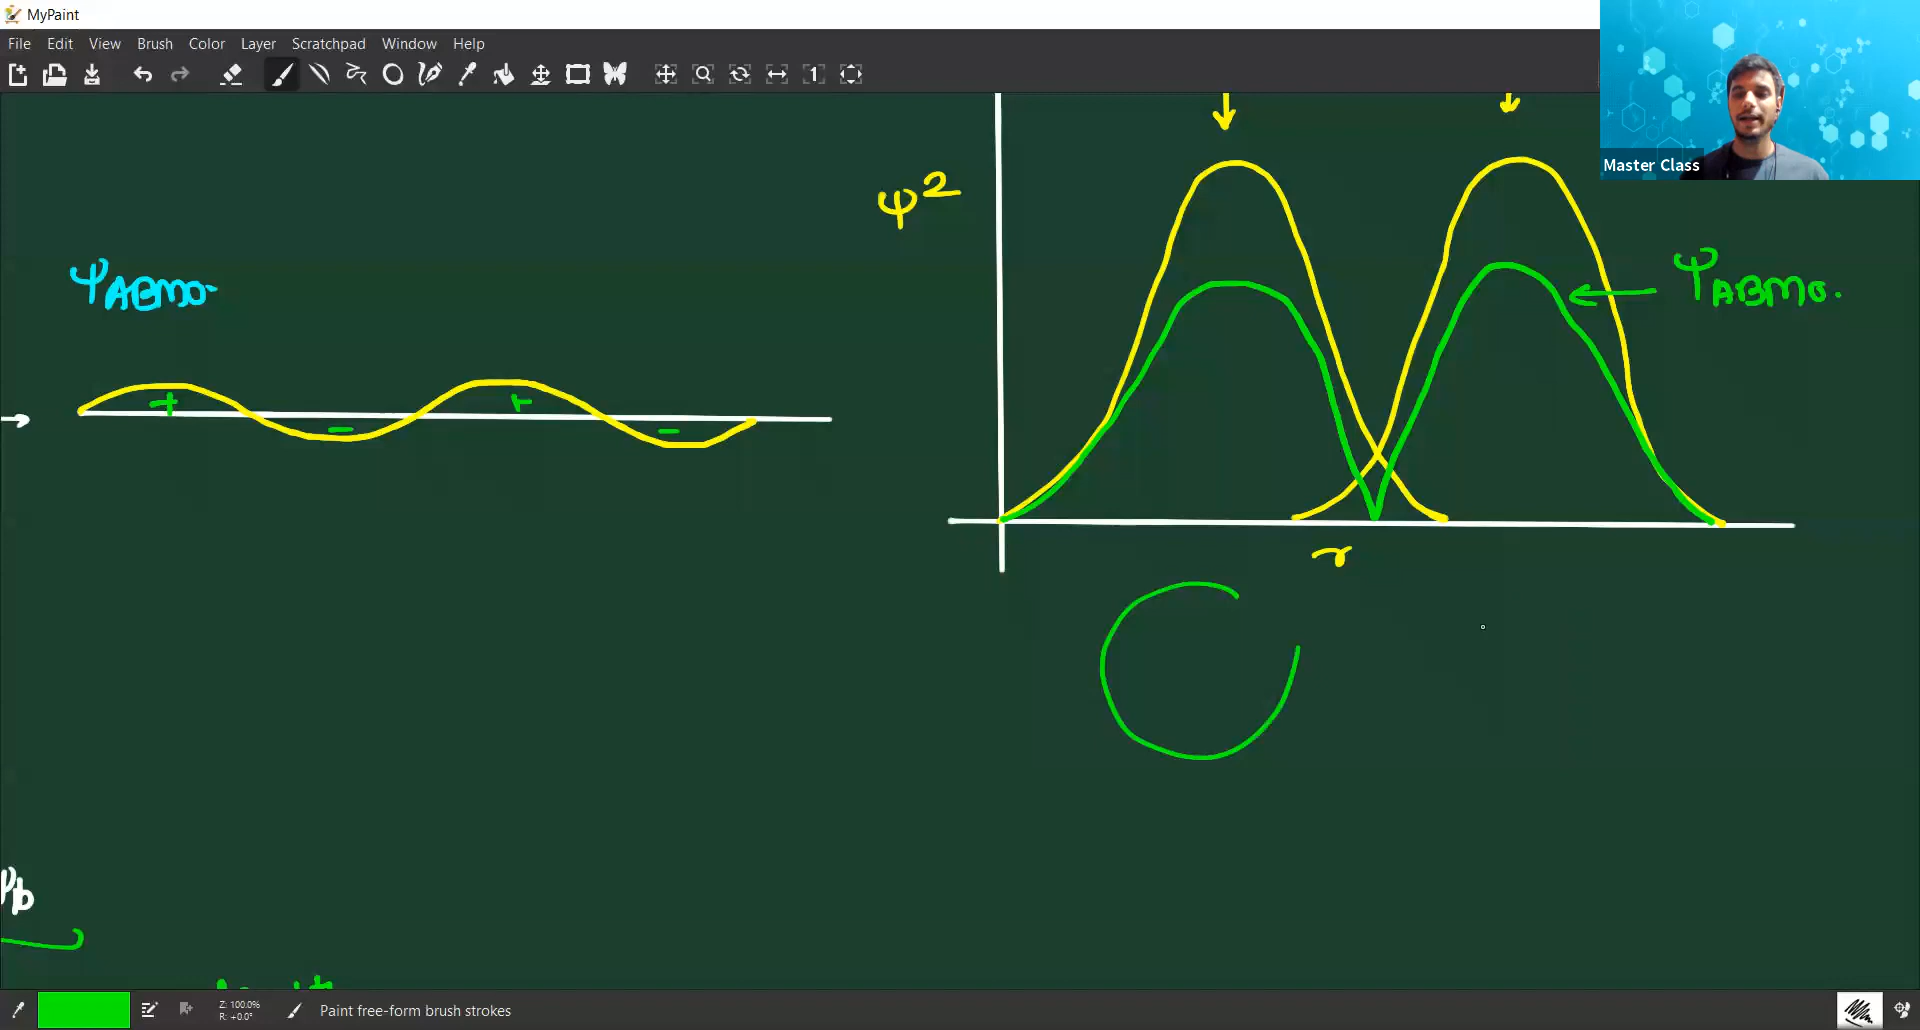 MyPaint
File Edit View Brush Color Layer Scratchpad Window Help
Master Class
ψ²
ψABMO
+ - + -
ψABMO.
r
ψb
Z: 100.0%
R: +0.0°
Paint free-form brush strokes